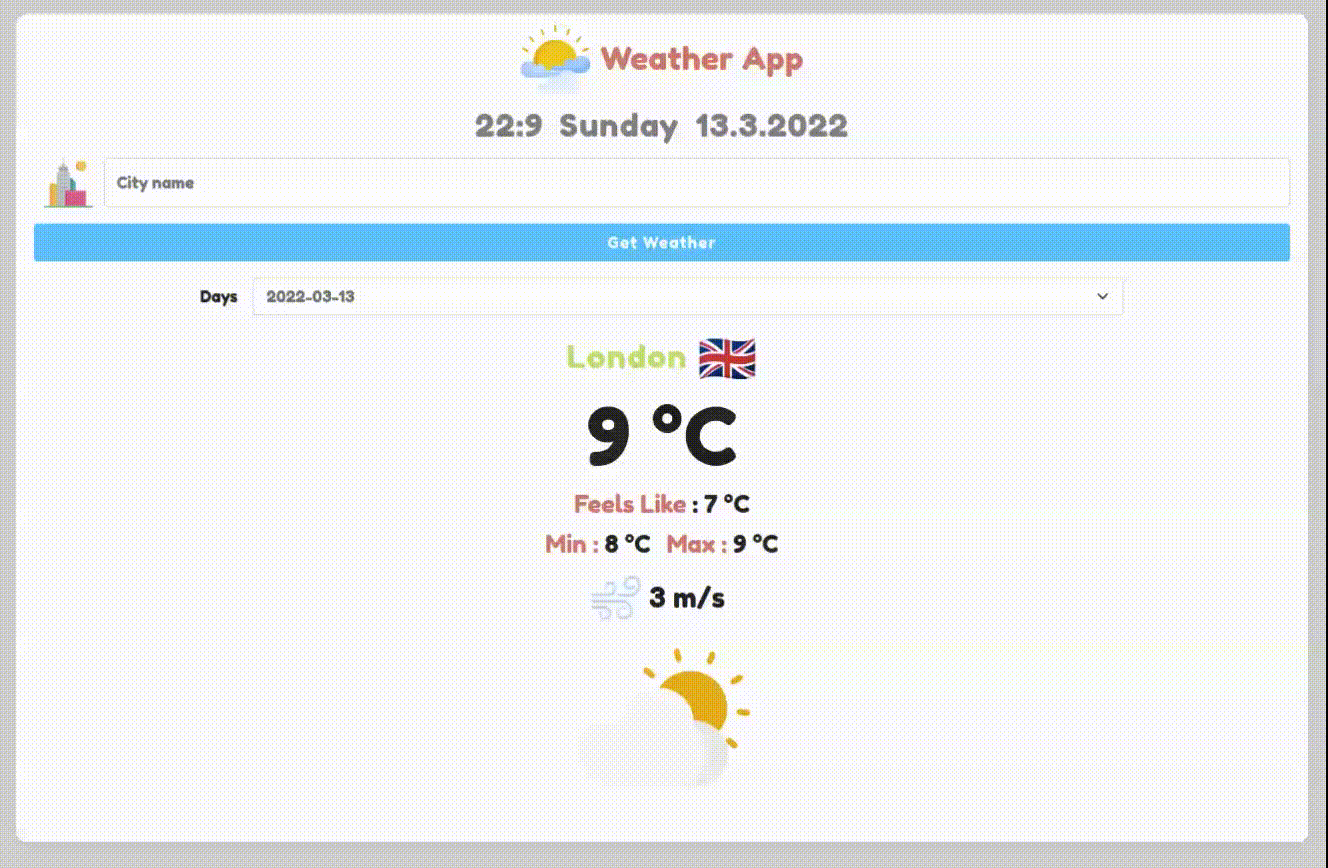 Weather App
22:9 Sunday 13.3.2022
City name
Get Weather
Days 2022-03-13
London
9 °C
Feels Like : 7 °C
Min : 8 °C Max : 9 °C
3 m/s